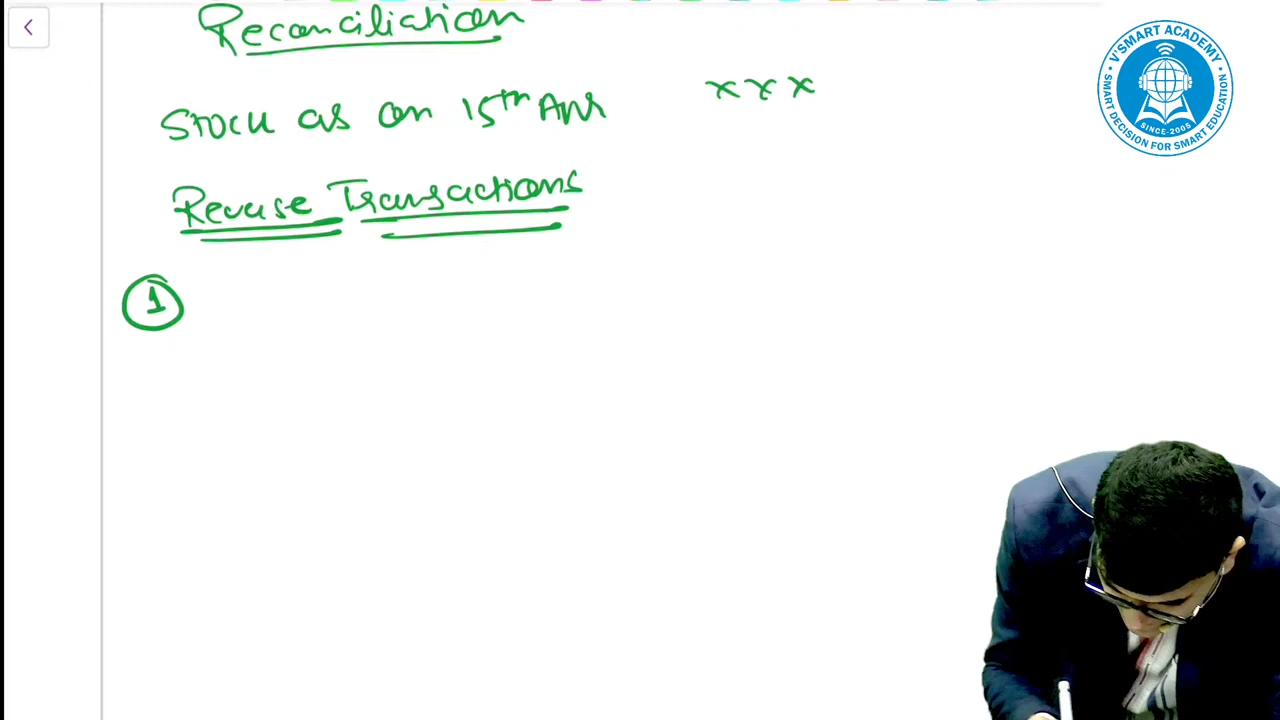 Reconciliation
Stock as on 15th Apr xxx
Reverse Transactions
1
V'SMART ACADEMY
SMART DECISION FOR SMART EDUCATION
SINCE-2005